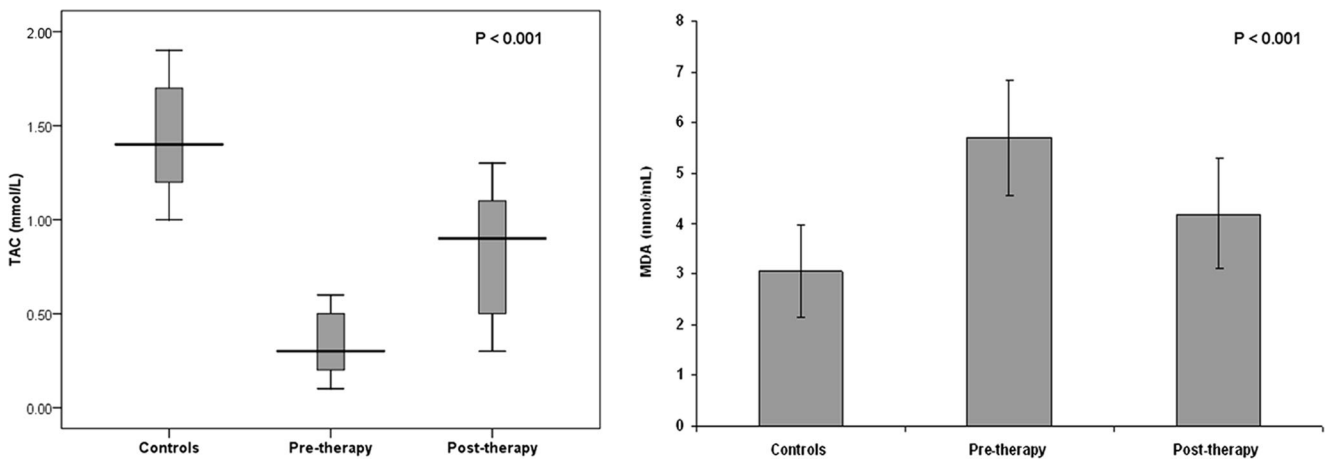 P < 0.001
2.00
1.50
1.00
0.50
0.00
TAC (mmol/L)
Controls Pre-therapy Post-therapy
P < 0.001
8
7
6
5
4
3
2
1
0
MDA (nmol/mL)
Controls Pre-therapy Post-therapy